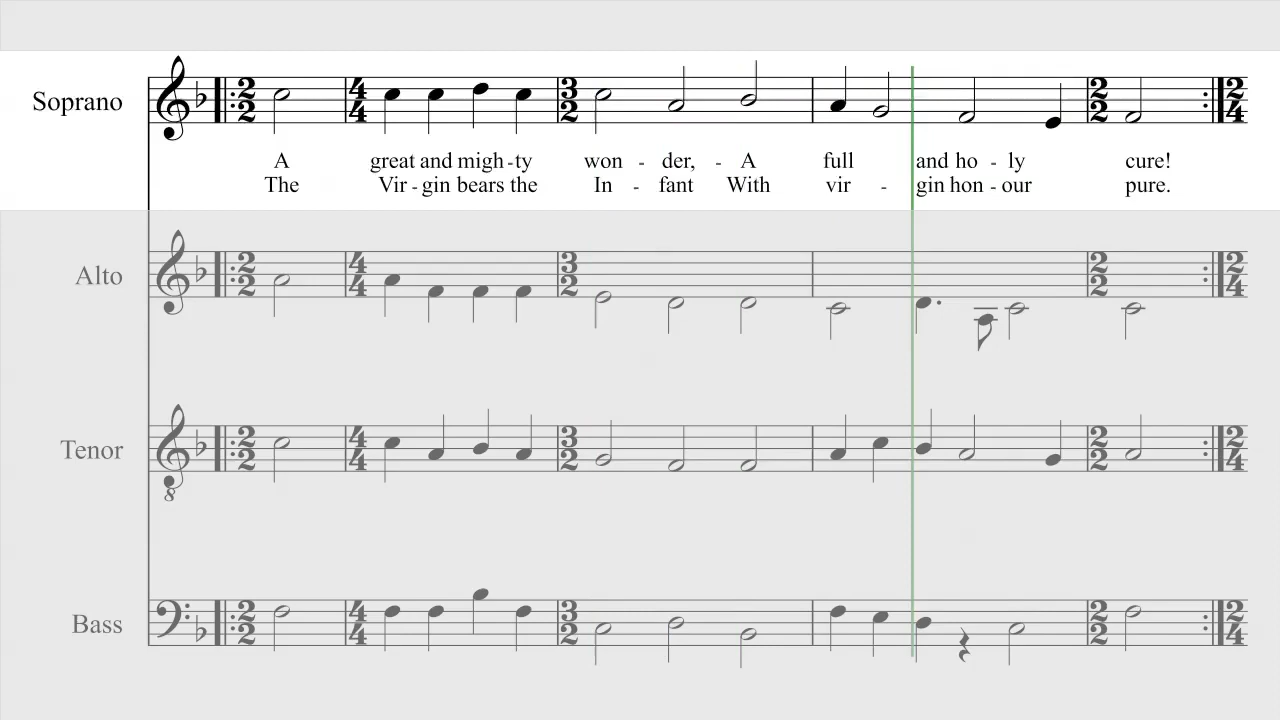 Soprano
A great and migh-ty won - der, - A full and ho - ly cure!
The Vir-gin bears the In - fant With vir - gin hon-our pure.
Alto
Tenor
8
Bass